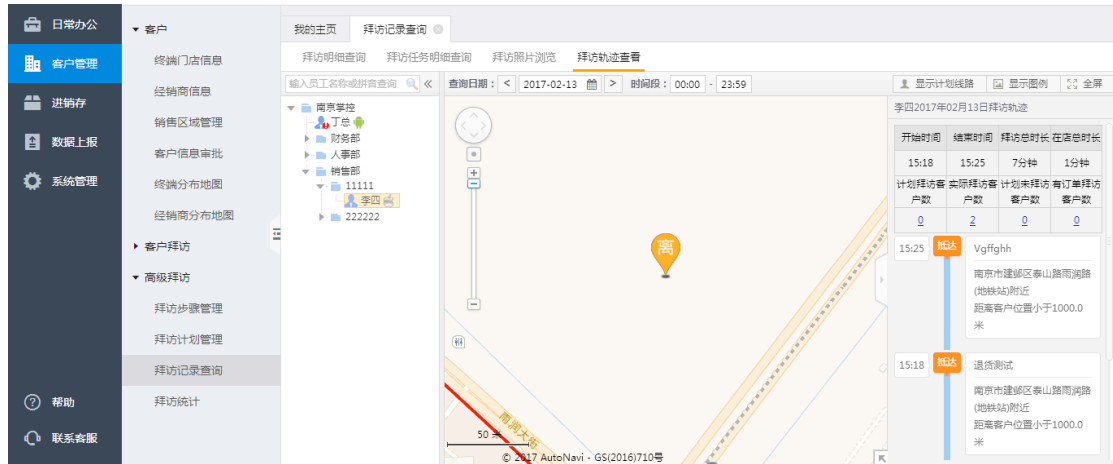 日常办公
客户管理
进销存
数据上报
系统管理
帮助
联系客服
客户
终端门店信息
经销商信息
销售区域管理
客户信息审批
终端分布地图
经销商分布地图
客户拜访
高级拜访
拜访步骤管理
拜访计划管理
拜访记录查询
拜访统计
我的主页 拜访记录查询
拜访明细查询 拜访任务明细查询 拜访照片浏览 拜访轨迹查看
输入员工名称或拼音查询 «
查询日期： < 2017-02-13 > 时间段： 00:00 - 23:59
显示计划线路 显示图例 全屏
南京掌控
丁总
财务部
人事部
销售部
11111
李四
222222
离
雨润大街
50 米
© 2017 AutoNavi - GS(2016)710号
李四2017年02月13日拜访轨迹
开始时间 结束时间 拜访总时长 在店总时长
15:18 15:25 7分钟 1分钟
计划拜访客户数 实际拜访客户数 计划未拜访客户数 有订单拜访客户数
0 2 0 0
15:25 抵达 Vgffghh
南京市建邺区泰山路雨润路
(地铁站)附近
距离客户位置小于1000.0
米
15:18 抵达 退货测试
南京市建邺区泰山路雨润路
(地铁站)附近
距离客户位置小于1000.0
米